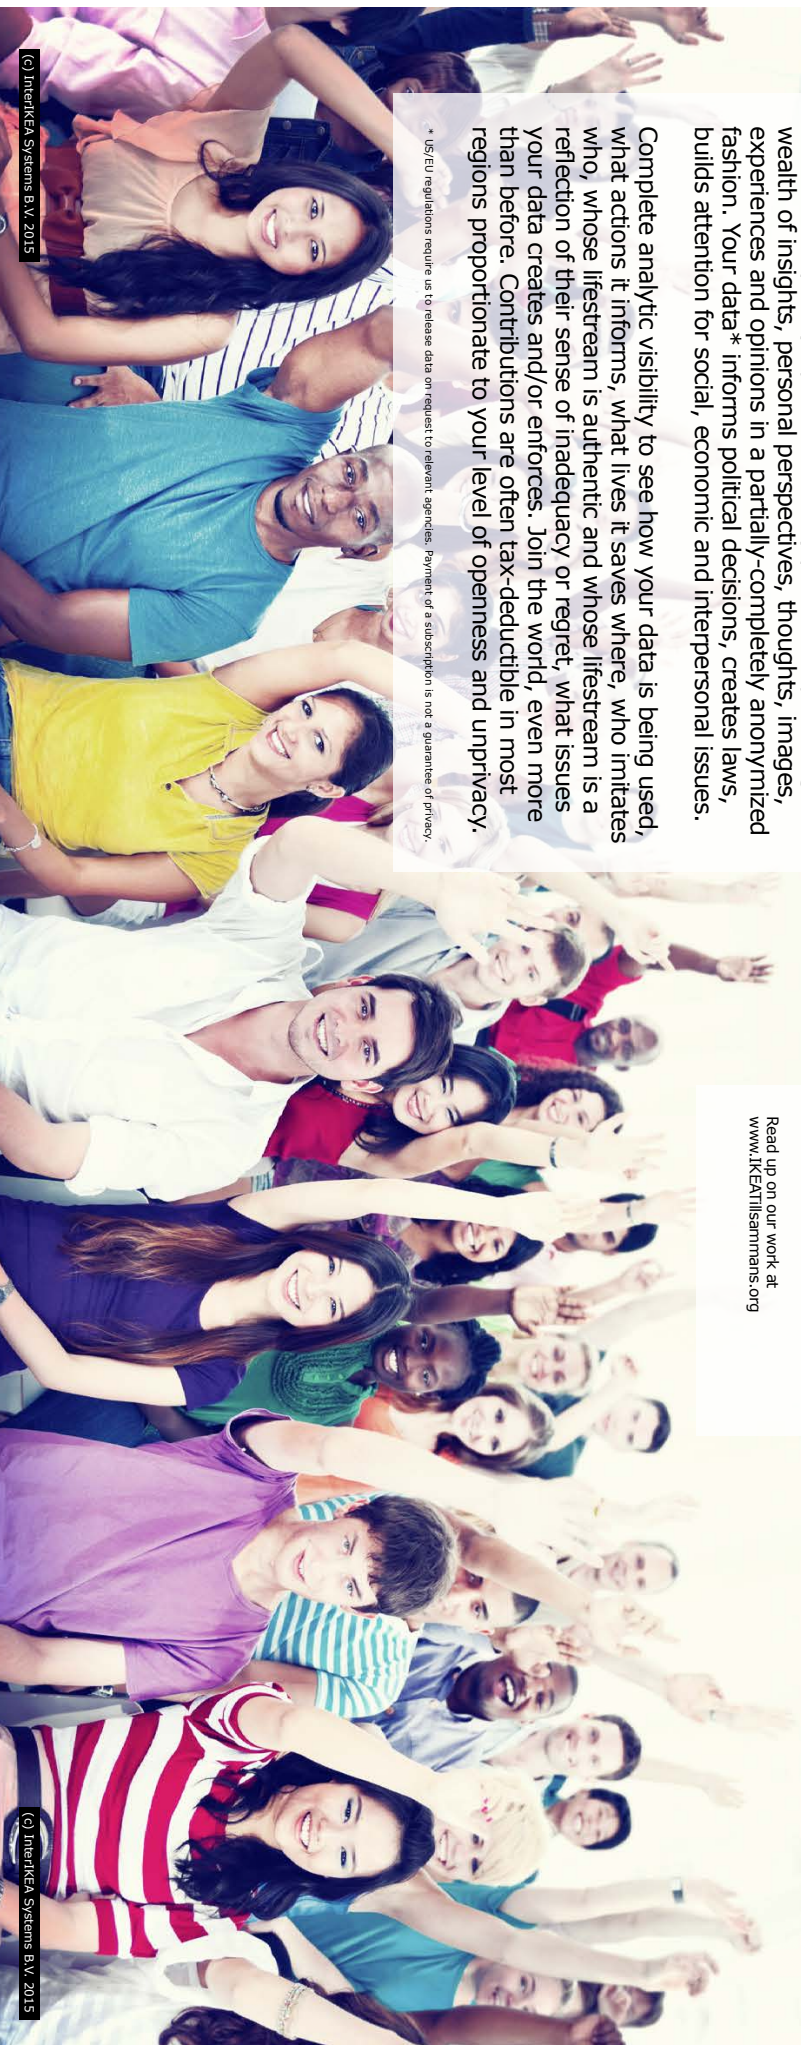 wealth of insights, personal perspectives, thoughts, images,
experiences and opinions in a partially-completely anonymized
fashion. Your data* informs political decisions, creates laws,
builds attention for social, economic and interpersonal issues.
Complete analytic visibility to see how your data is being used,
what actions it informs, what lives it saves where, who imitates
who, whose lifestream is authentic and whose lifestream is a
reflection of their sense of inadequacy or regret, what issues
your data creates and/or enforces. Join the world, even more
than before. Contributions are often tax-deductible in most
regions proportionate to your level of openness and unprivacy.
* US/EU regulations require us to release data on request to relevant agencies. Payment of a subscription is not a guarantee of privacy.
Read up on our work at
www.IKEATillsammans.org
(c) InterIKEA Systems B.V. 2015
(c) InterIKEA Systems B.V. 2015